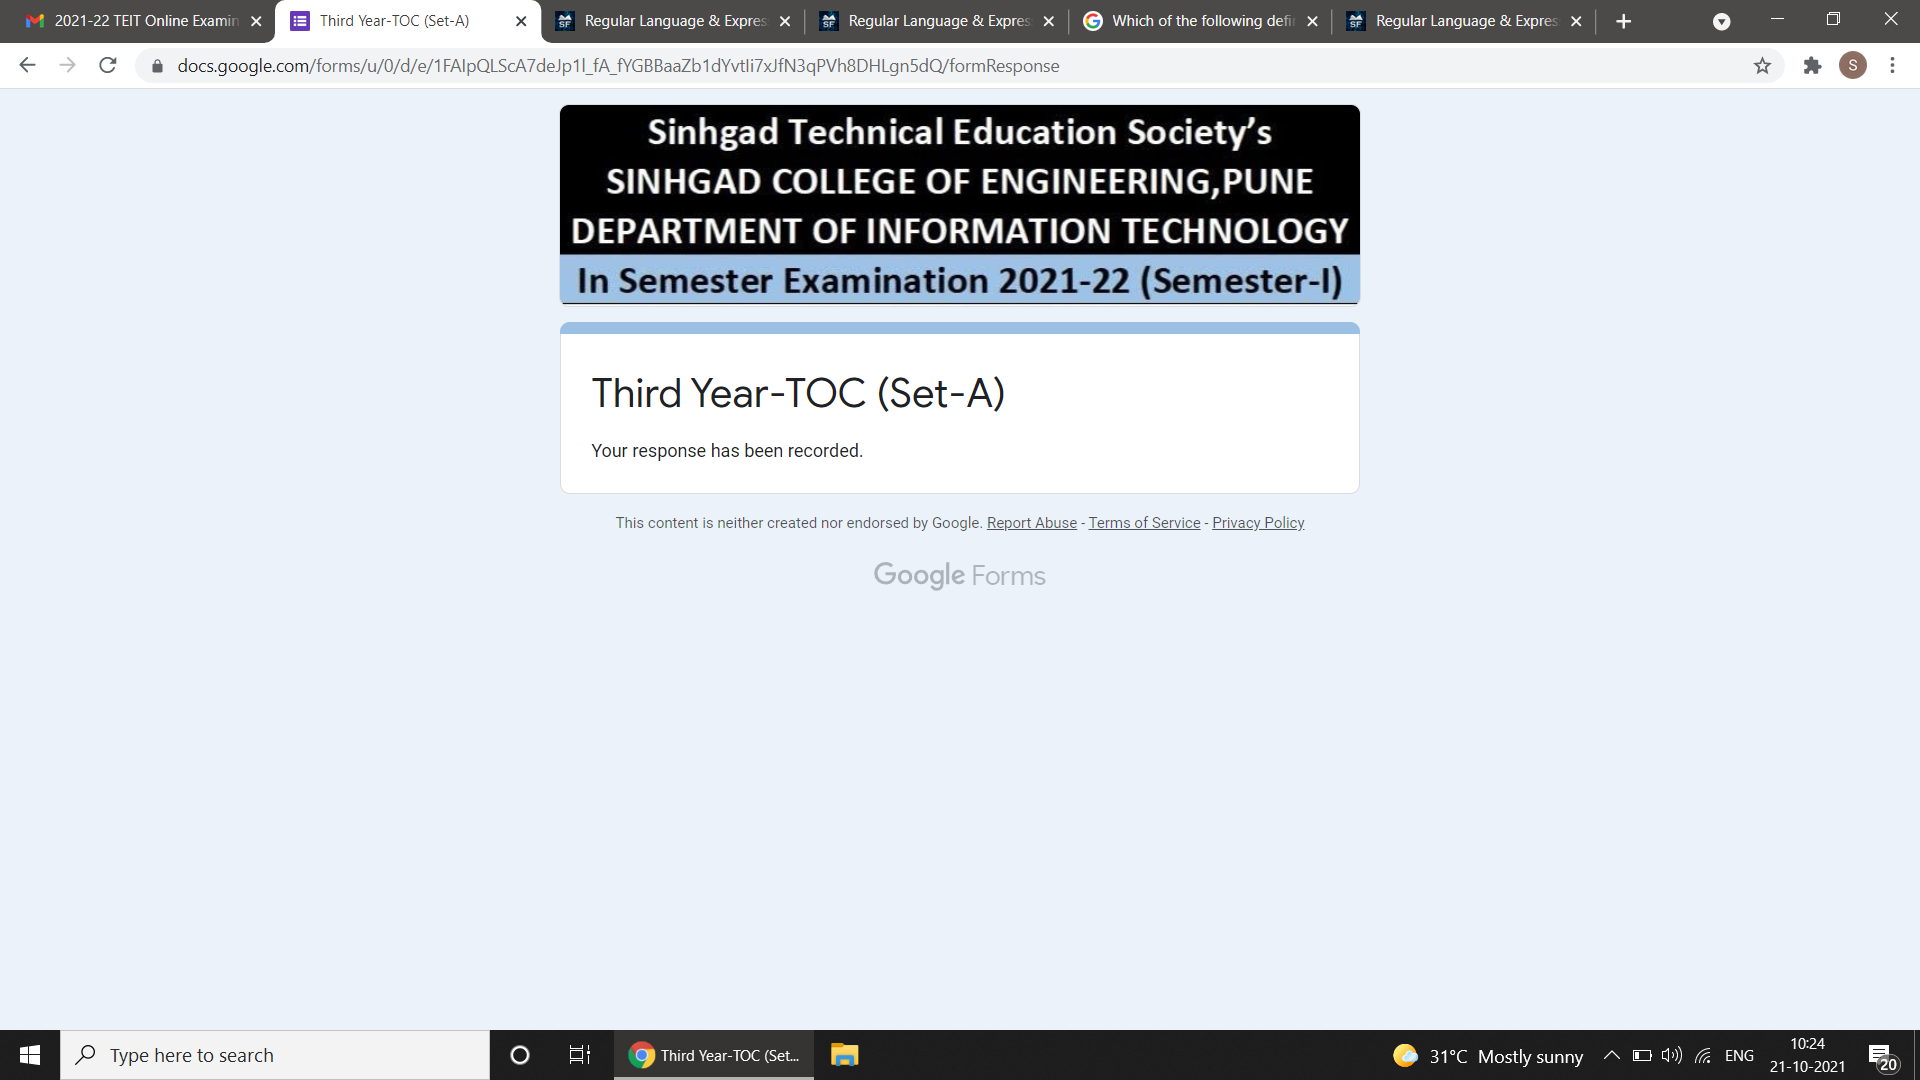 2021-22 TEIT Online Examin
Third Year-TOC (Set-A)
Regular Language & Expres
Regular Language & Expres
Which of the following defin
Regular Language & Expres
docs.google.com/forms/u/0/d/e/1FAIpQLScA7deJp1l_fA_fYGBBaaZb1dYvtIi7xJfN3qPVh8DHLgn5dQ/formResponse
S
Sinhgad Technical Education Society's
SINHGAD COLLEGE OF ENGINEERING,PUNE
DEPARTMENT OF INFORMATION TECHNOLOGY
In Semester Examination 2021-22 (Semester-I)
Third Year-TOC (Set-A)
Your response has been recorded.
This content is neither created nor endorsed by Google. Report Abuse - Terms of Service - Privacy Policy
Google Forms
Type here to search
Third Year-TOC (Set...
31°C Mostly sunny
ENG
10:24
21-10-2021
20